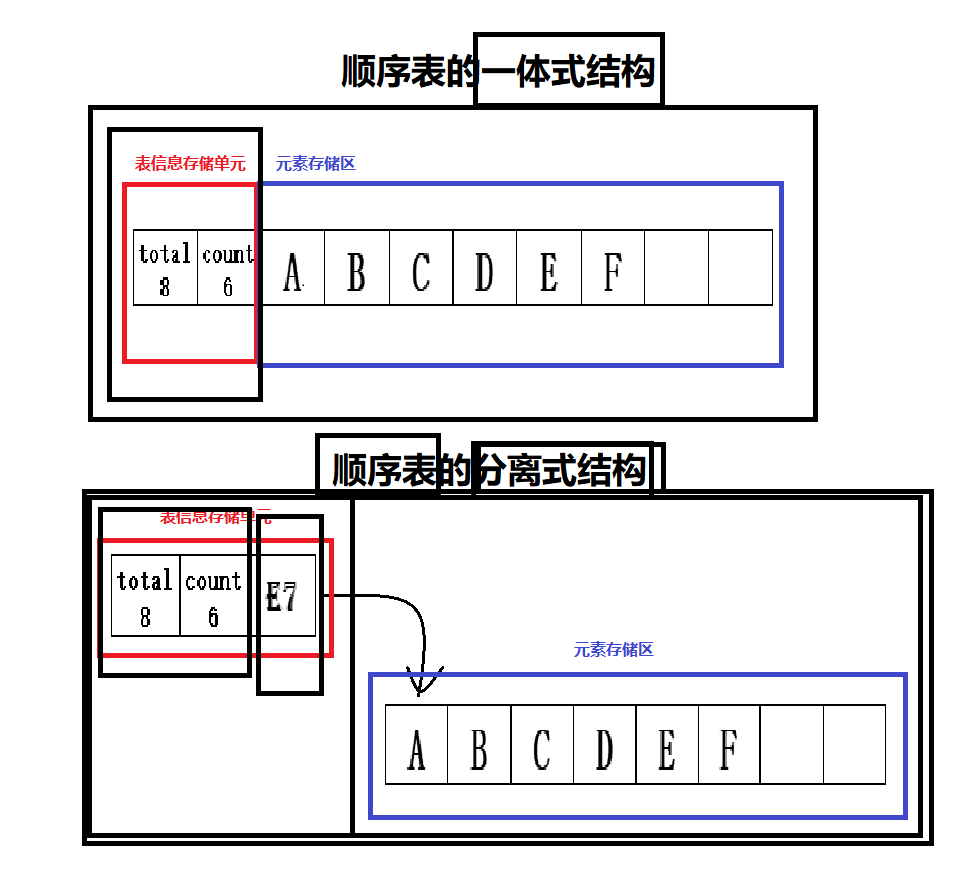 顺序表的一体式结构
表信息存储单元 元素存储区
total count A B C D E F
8 6
顺序表的分离式结构
表信息存储单元
total count E7
8 6
元素存储区
A B C D E F